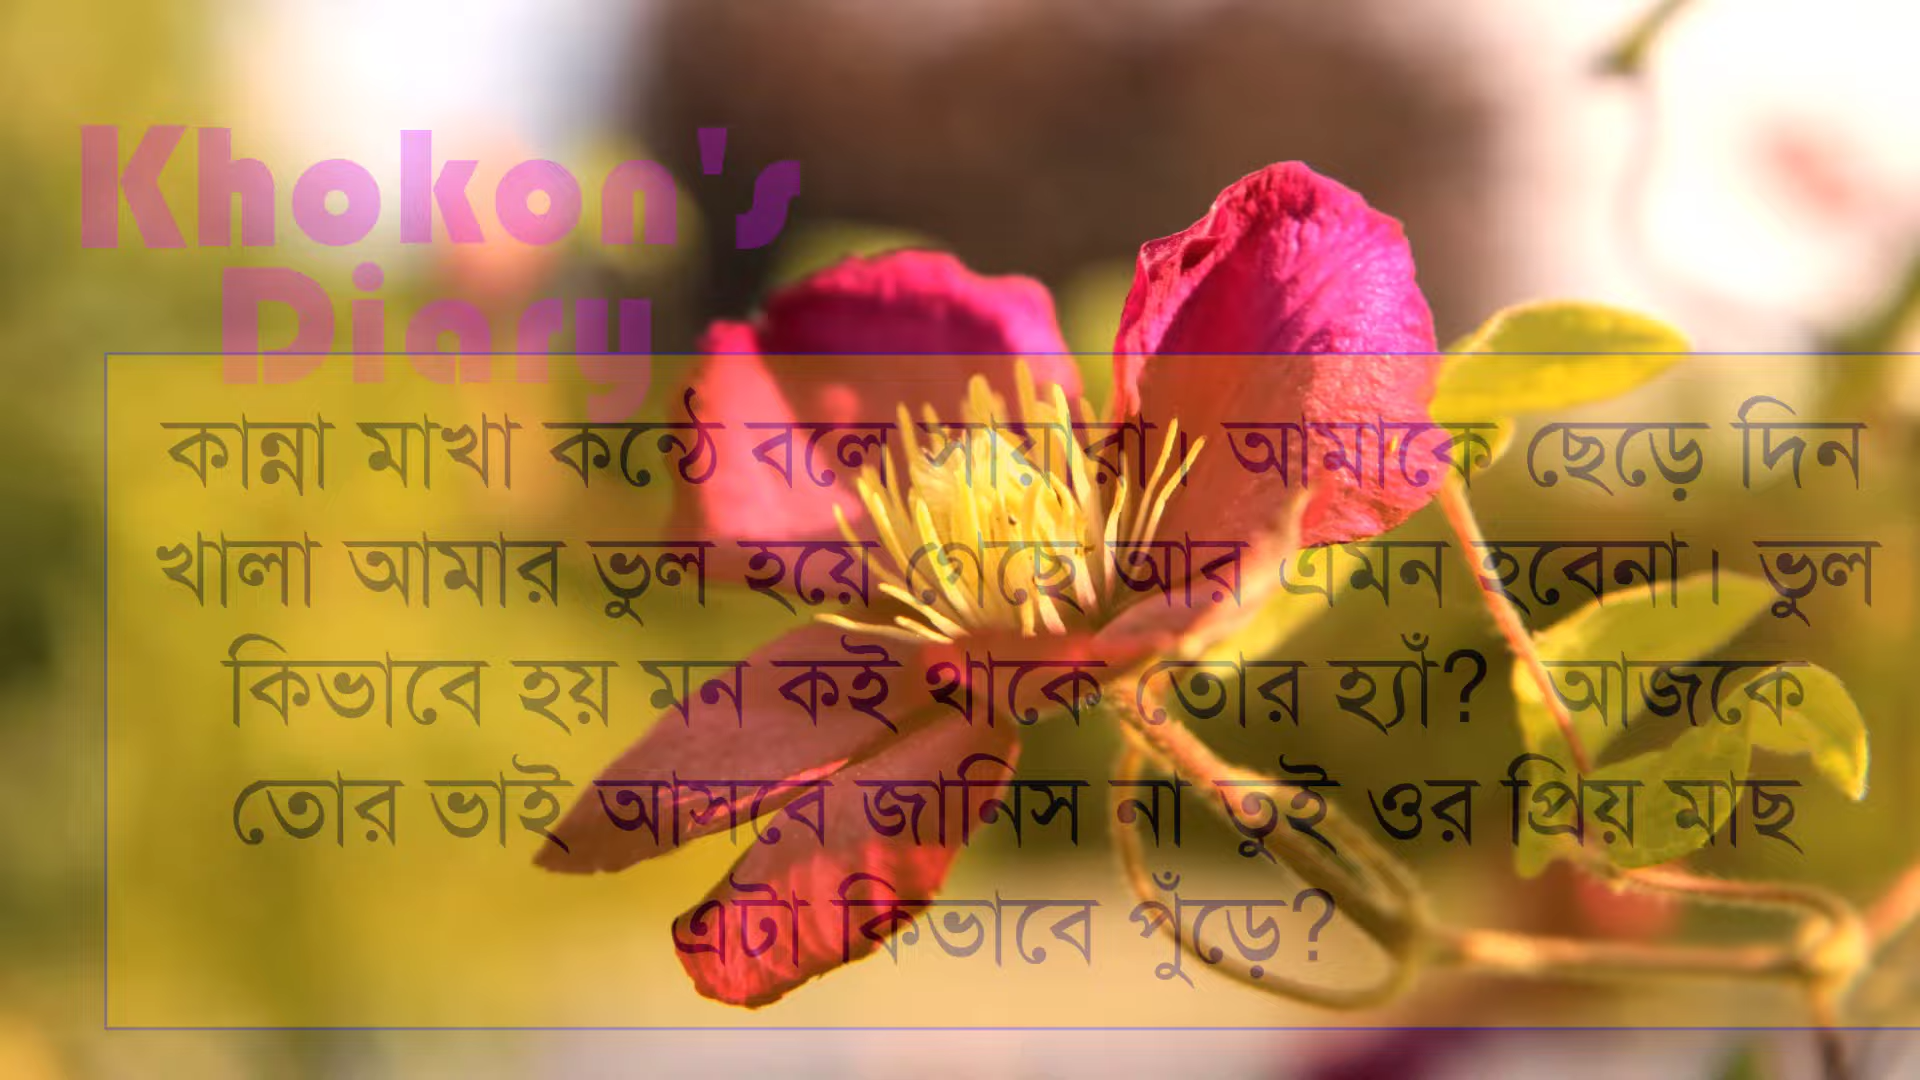 Khokon's
Diary
কান্না মাখা কন্ঠে বলে সায়ারা। আমাকে ছেড়ে দিন
খালা আমার ভুল হয়ে গেছে আর এমন হবেনা। ভুল
কিভাবে হয় মন কই থাকে তোর হ্যাঁ? আজকে
তোর ভাই আসবে জানিস না তুই ওর প্রিয় মাছ
এটা কিভাবে পুঁড়ে?